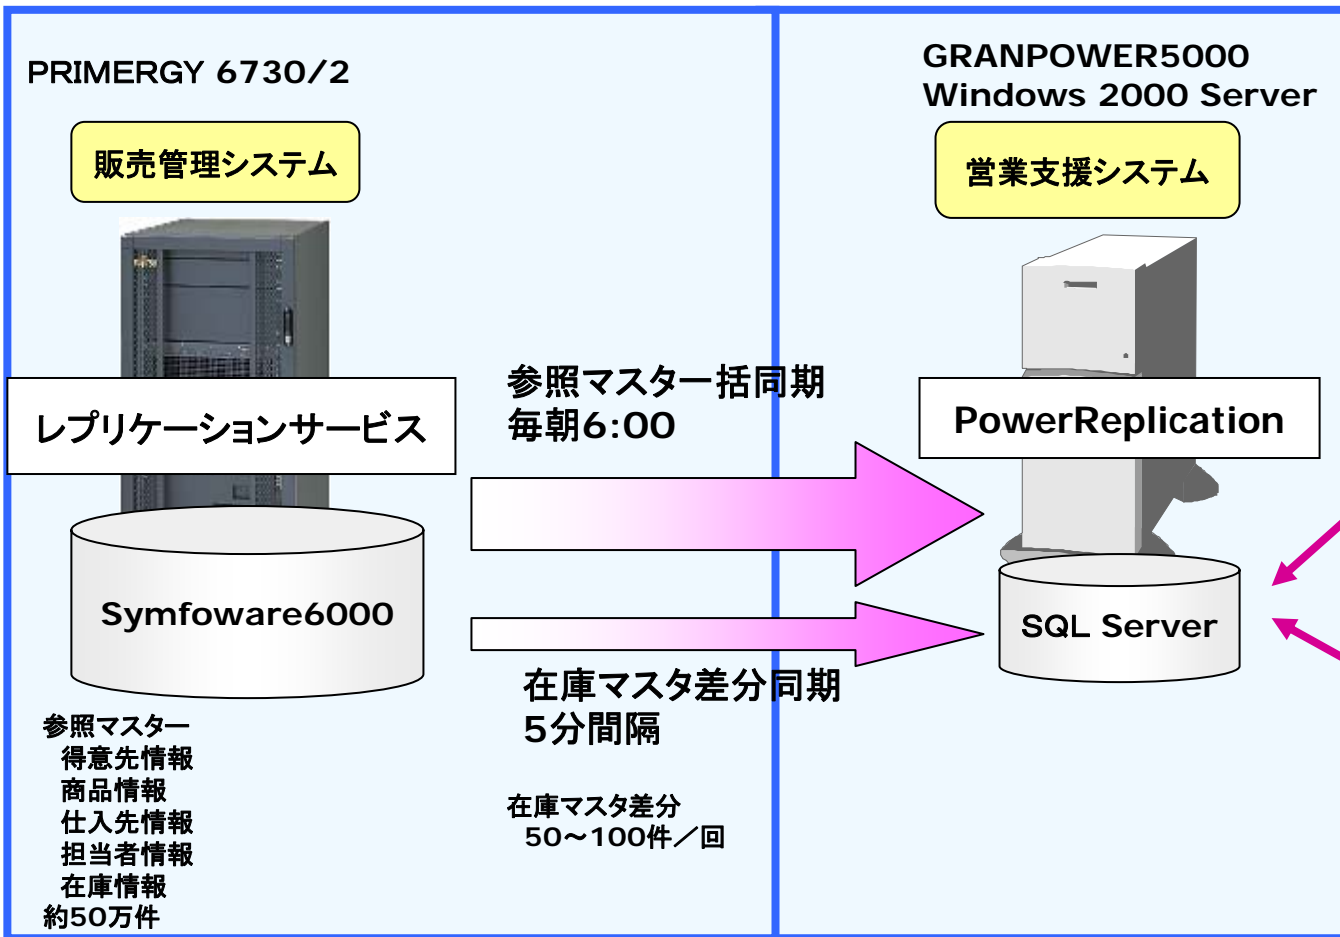 PRIMERGY 6730/2
販売管理システム
レプリケーションサービス
Symfoware6000
参照マスター
得意先情報
商品情報
仕入先情報
担当者情報
在庫情報
約50万件
参照マスター括同期
毎朝6:00
在庫マスタ差分同期
5分間隔
在庫マスタ差分
50~100件/回
GRANPOWER5000
Windows 2000 Server
営業支援システム
PowerReplication
SQL Server